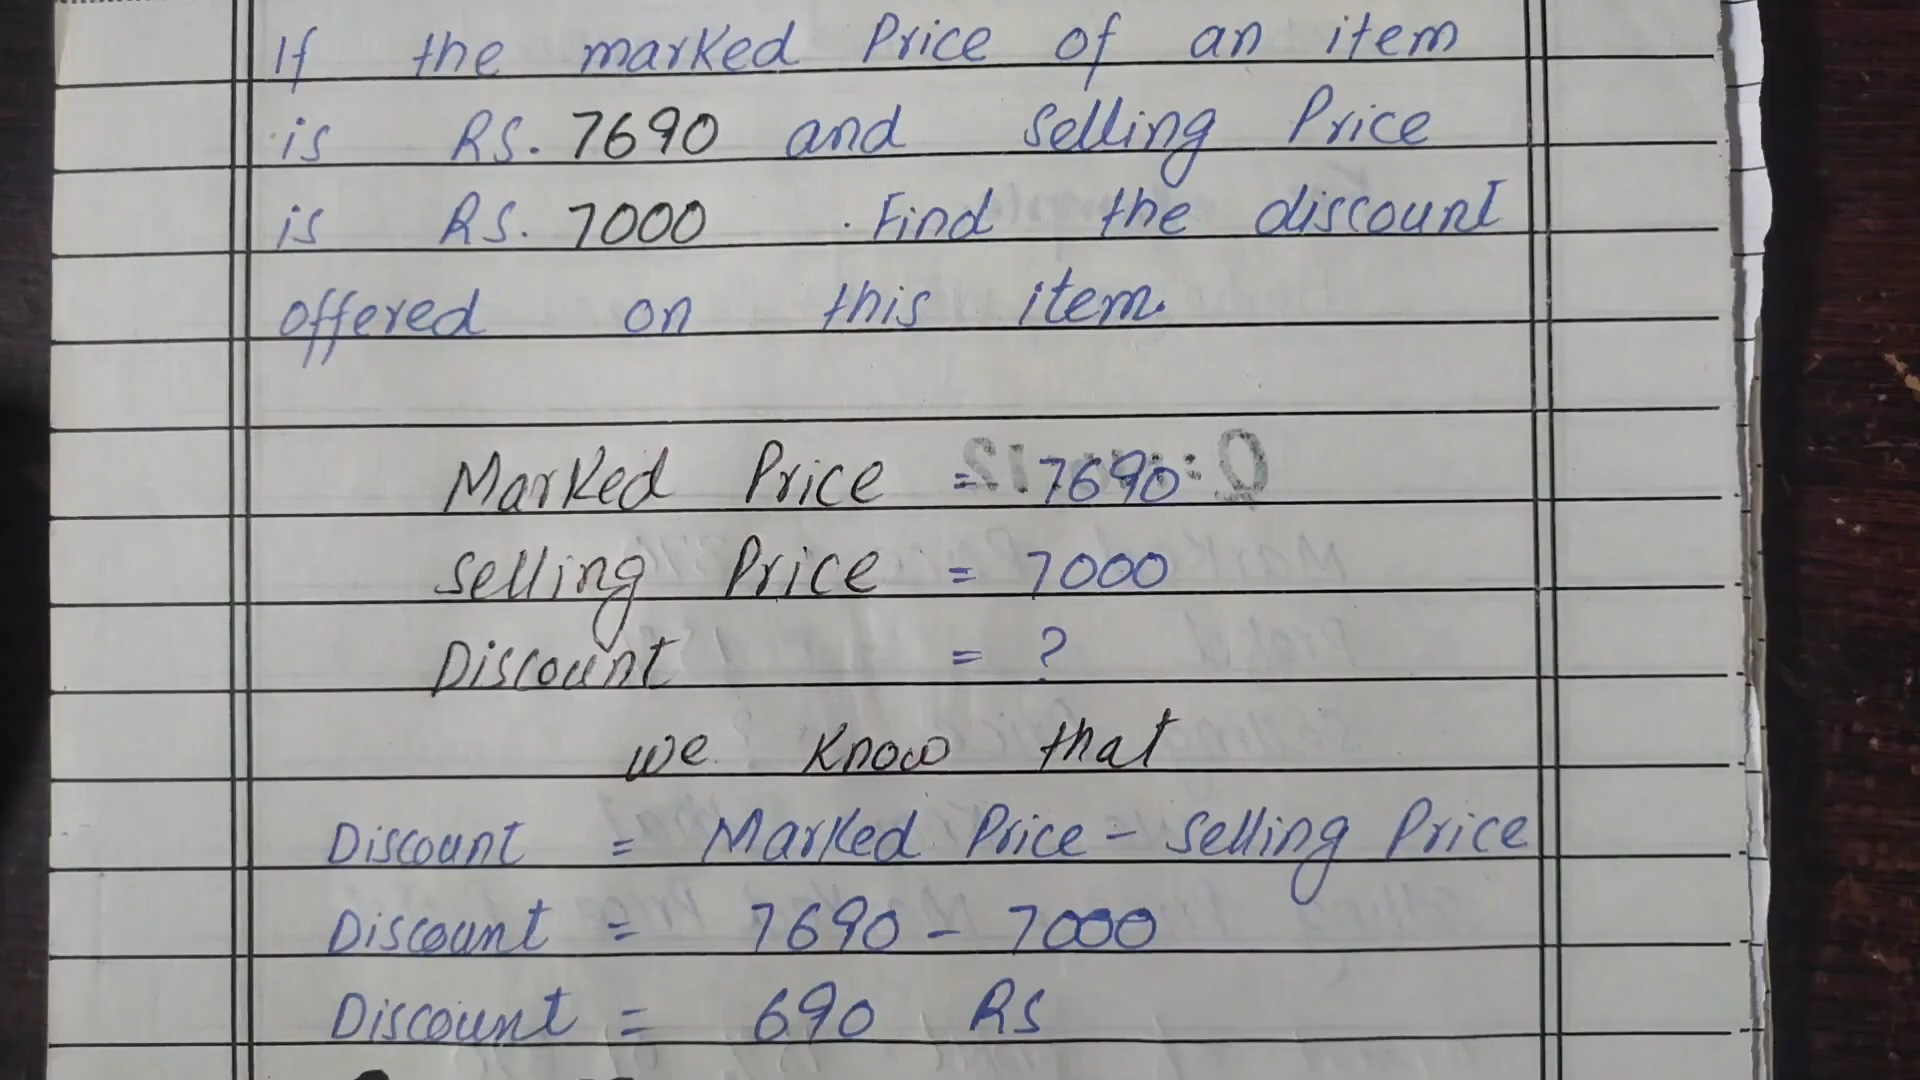 If the marked Price of an item
is RS. 7690 and selling Price
is RS. 7000 . Find the discount
offered on this item.
Marked Price = 7690
selling Price = 7000
Discount = ?
we know that
Discount = Marked Price - selling Price
Discount = 7690 - 7000
Discount = 690 RS